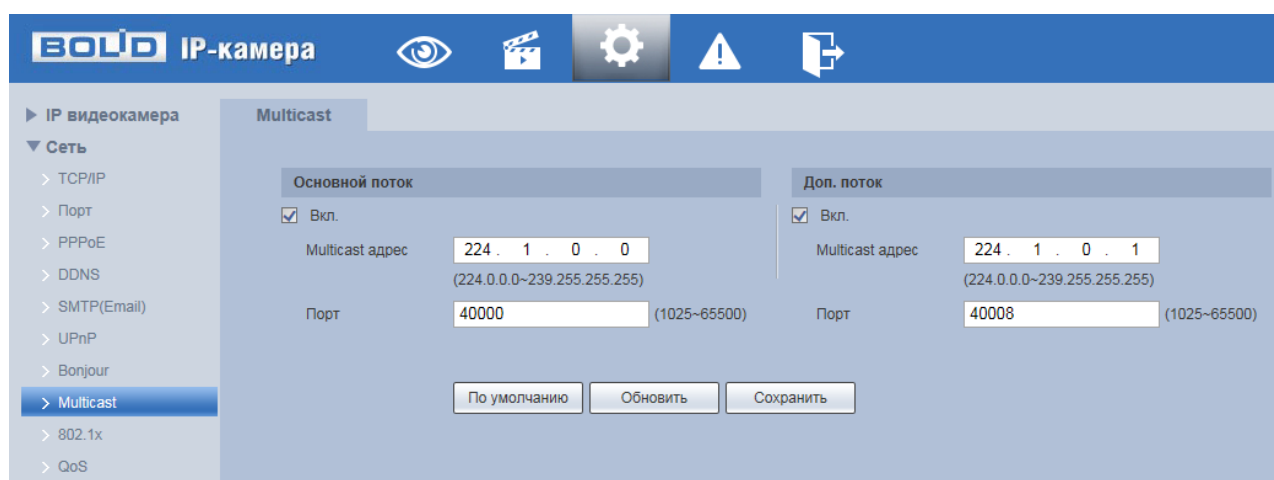 BOLID IP-камера
IP видеокамера
Сеть
TCP/IP
Порт
PPPoE
DDNS
SMTP(Email)
UPnP
Bonjour
Multicast
802.1x
QoS
Multicast
Основной поток
Вкл.
Multicast адрес 224 . 1 . 0 . 0
(224.0.0.0~239.255.255.255)
Порт 40000 (1025~65500)
Доп. поток
Вкл.
Multicast адрес 224 . 1 . 0 . 1
(224.0.0.0~239.255.255.255)
Порт 40008 (1025~65500)
По умолчанию Обновить Сохранить